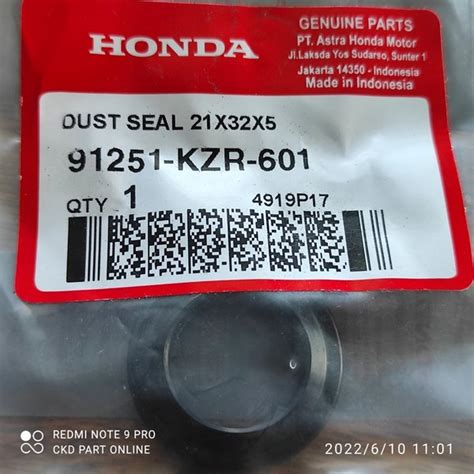 HONDA
GENUINE PARTS
PT. Astra Honda Motor
Jl.Laksda Yos Sudarso, Sunter 1
Jakarta 14350 - Indonesia
Made in Indonesia
DUST SEAL 21X32X5
91251-KZR-601
QTY 1 4919P17
REDMI NOTE 9 PRO
CKD PART ONLINE
2022/6/10 11:01